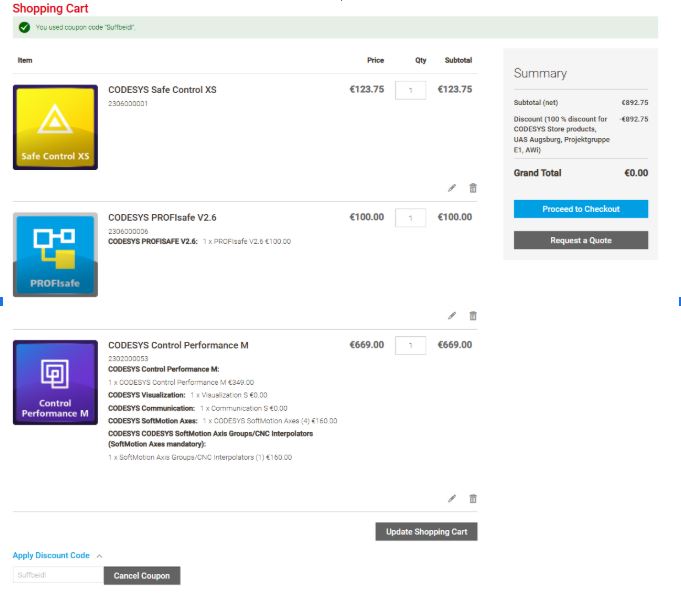 Shopping Cart
You used coupon code "Suffbeidl".
Item Price Qty Subtotal
Safe Control XS
CODESYS Safe Control XS €123.75 1 €123.75
2306000001
PROFIsafe
CODESYS PROFIsafe V2.6 €100.00 1 €100.00
2306000006
CODESYS PROFISAFE V2.6: 1 x PROFIsafe V2.6 €100.00
Control
Performance M
CODESYS Control Performance M €669.00 1 €669.00
2302000053
CODESYS Control Performance M:
1 x CODESYS Control Performance M €349.00
CODESYS Visualization: 1 x Visualization S €0.00
CODESYS Communication: 1 x Communication S €0.00
CODESYS SoftMotion Axes: 1 x CODESYS SoftMotion Axes (4) €160.00
CODESYS CODESYS SoftMotion Axis Groups/CNC Interpolators
(SoftMotion Axes mandatory):
1 x SoftMotion Axis Groups/CNC Interpolators (1) €160.00
Update Shopping Cart
Apply Discount Code
Suffbeidl
Cancel Coupon
Summary
Subtotal (net) €892.75
Discount (100 % discount for -€892.75
CODESYS Store products,
UAS Augsburg, Projektgruppe
E1, AWi)
Grand Total €0.00
Proceed to Checkout
Request a Quote